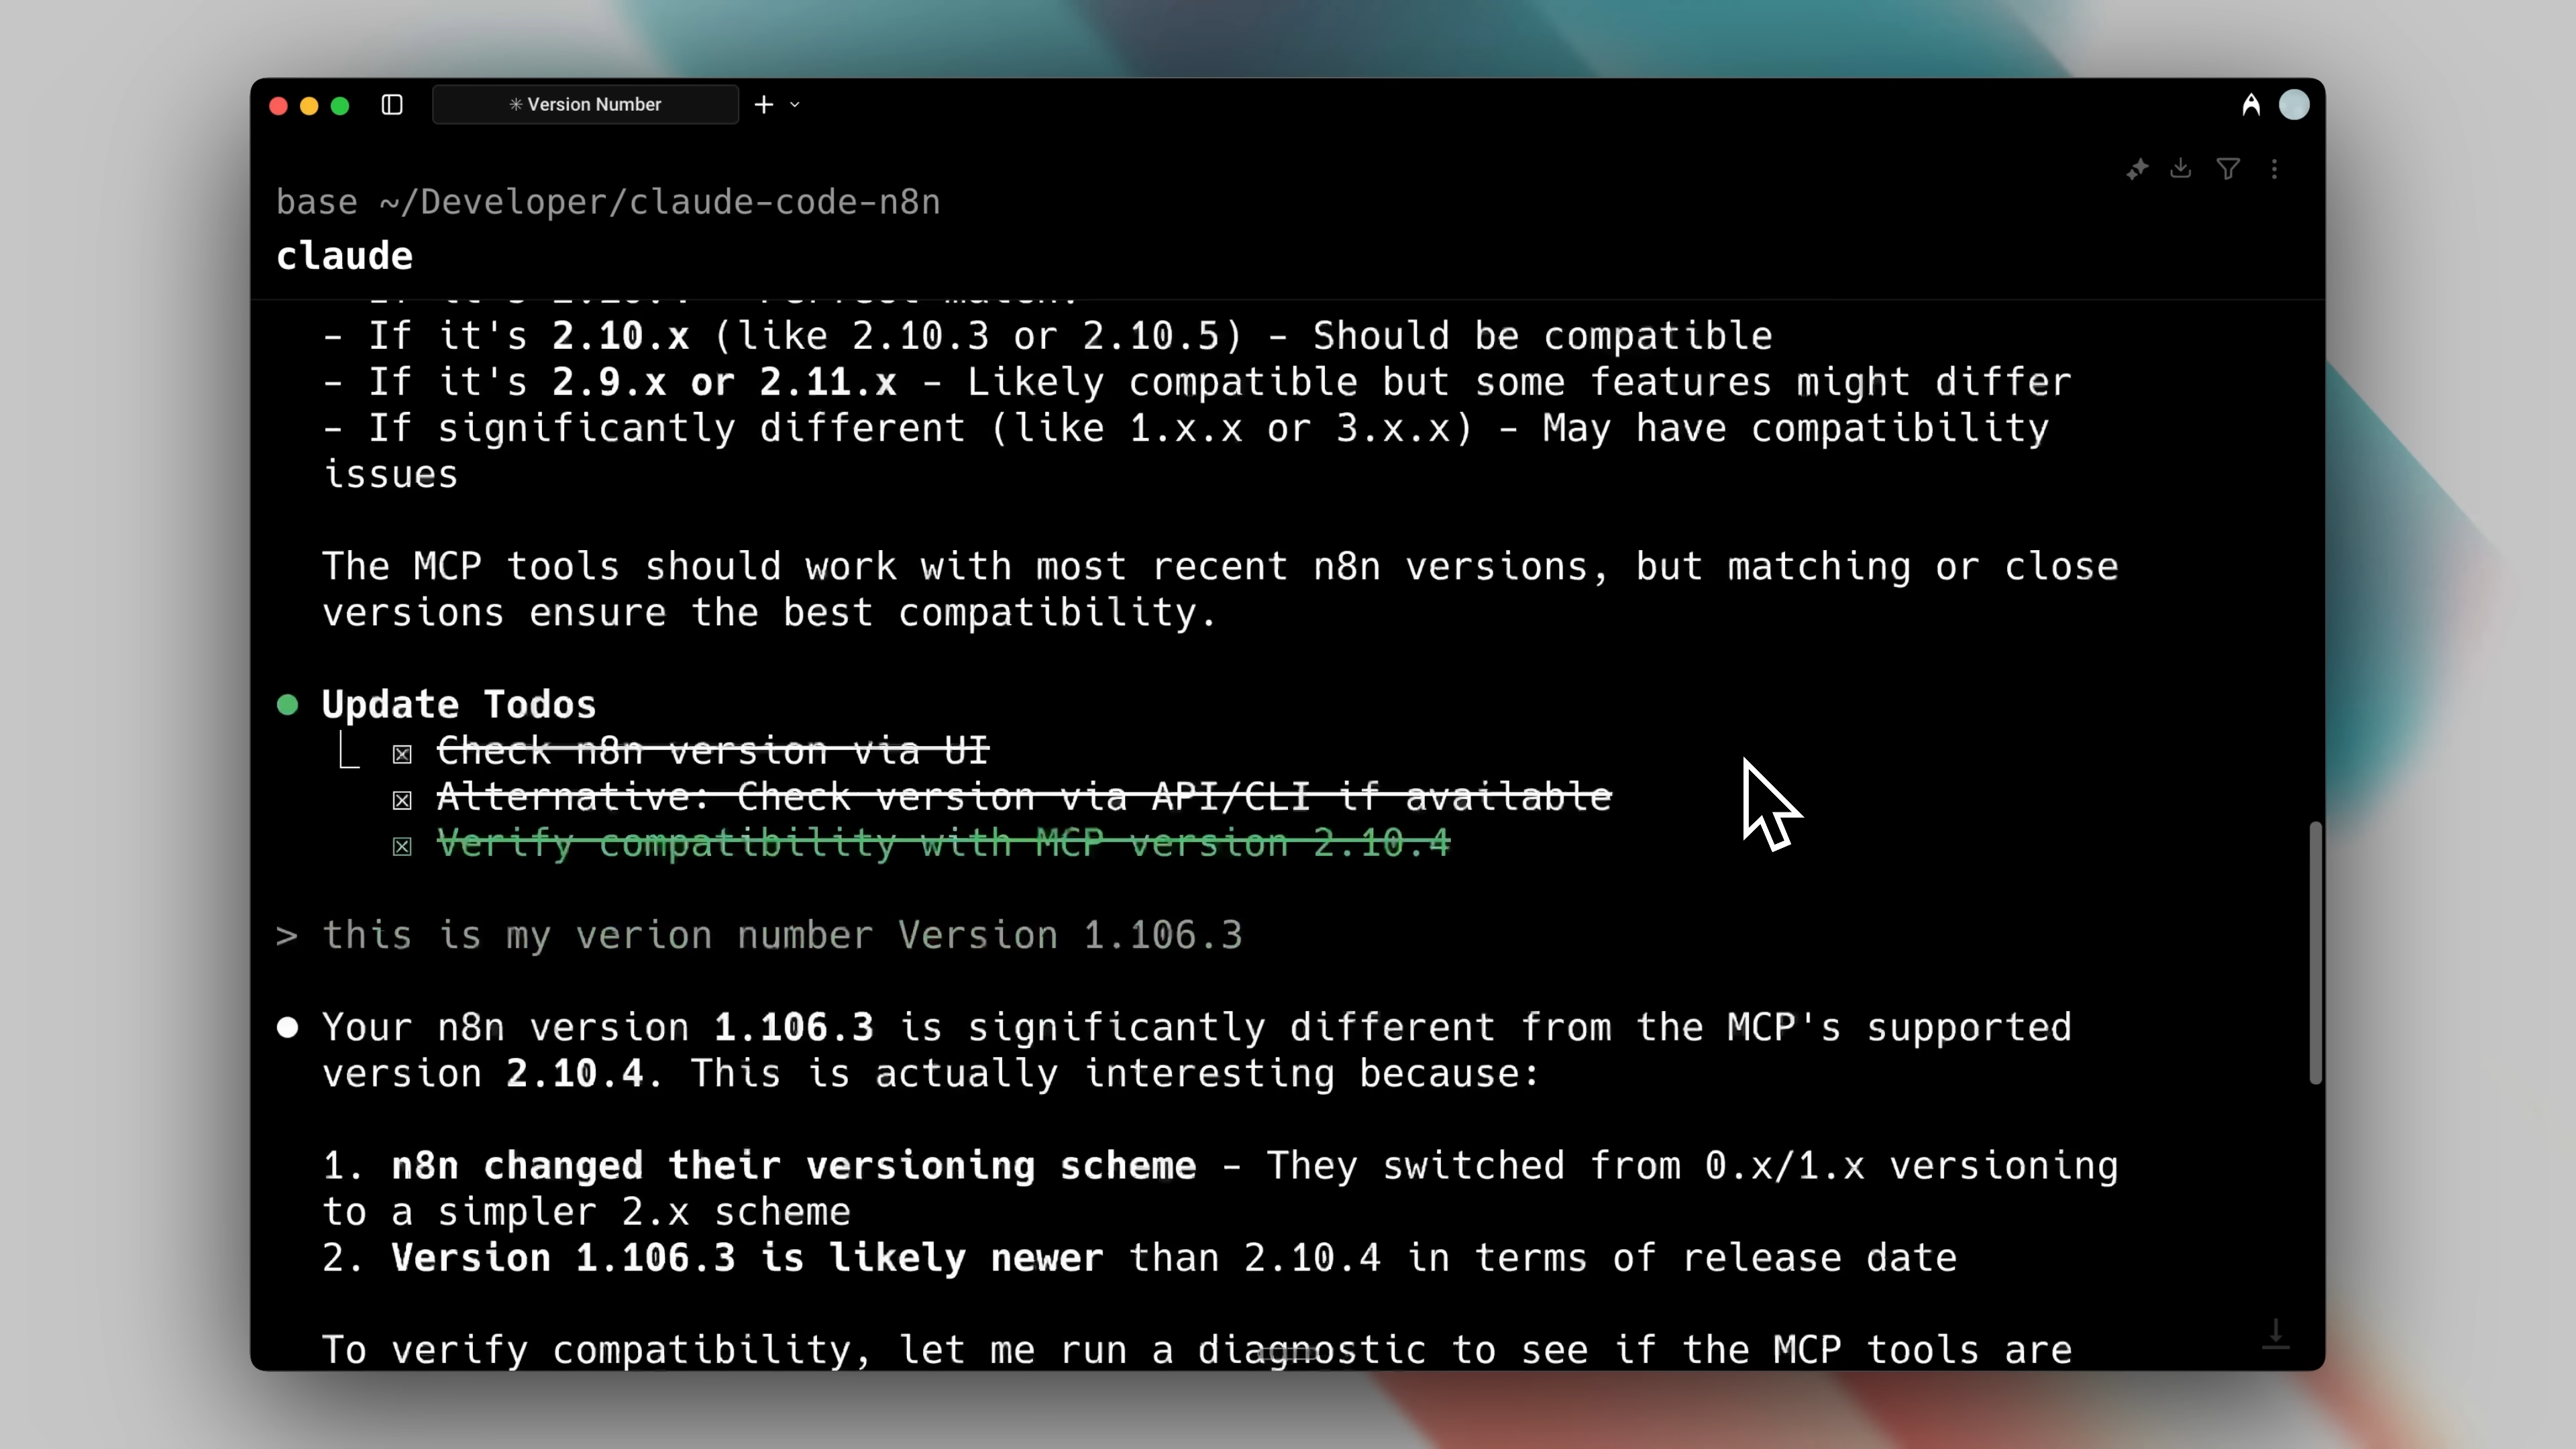 ✳ Version Number
base ~/Developer/claude-code-n8n
claude
- If it's 2.10.x (like 2.10.3 or 2.10.5) - Should be compatible
- If it's 2.9.x or 2.11.x - Likely compatible but some features might differ
- If significantly different (like 1.x.x or 3.x.x) - May have compatibility
issues
The MCP tools should work with most recent n8n versions, but matching or close
versions ensure the best compatibility.
Update Todos
Check n8n version via UI
Alternative: Check version via API/CLI if available
Verify compatibility with MCP version 2.10.4
> this is my verion number Version 1.106.3
Your n8n version 1.106.3 is significantly different from the MCP's supported
version 2.10.4. This is actually interesting because:
1. n8n changed their versioning scheme - They switched from 0.x/1.x versioning
to a simpler 2.x scheme
2. Version 1.106.3 is likely newer than 2.10.4 in terms of release date
To verify compatibility, let me run a diagnostic to see if the MCP tools are